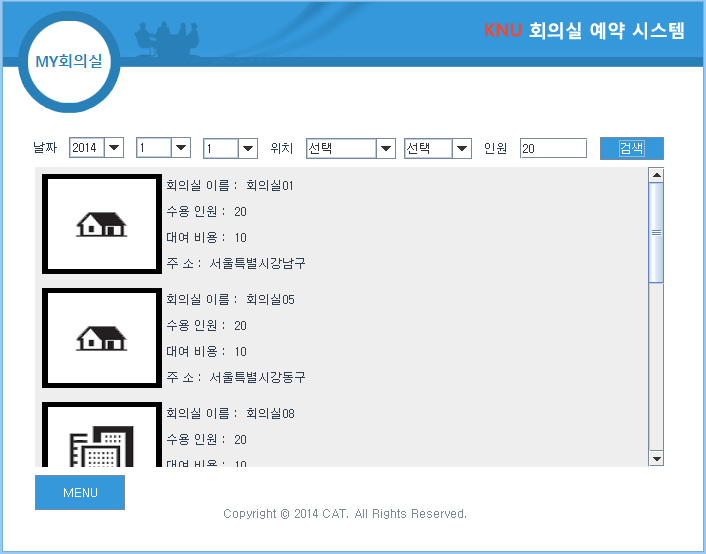 KNU 회의실 예약 시스템
MY회의실
날짜 2014 1 1 위치 선택 선택 인원 20 검색
회의실 이름 : 회의실01
수용 인원 : 20
대여 비용 : 10
주 소 : 서울특별시강남구
회의실 이름 : 회의실05
수용 인원 : 20
대여 비용 : 10
주 소 : 서울특별시강동구
회의실 이름 : 회의실08
수용 인원 : 20
대여 비용 : 10
MENU
Copyright © 2014 CAT. All Rights Reserved.